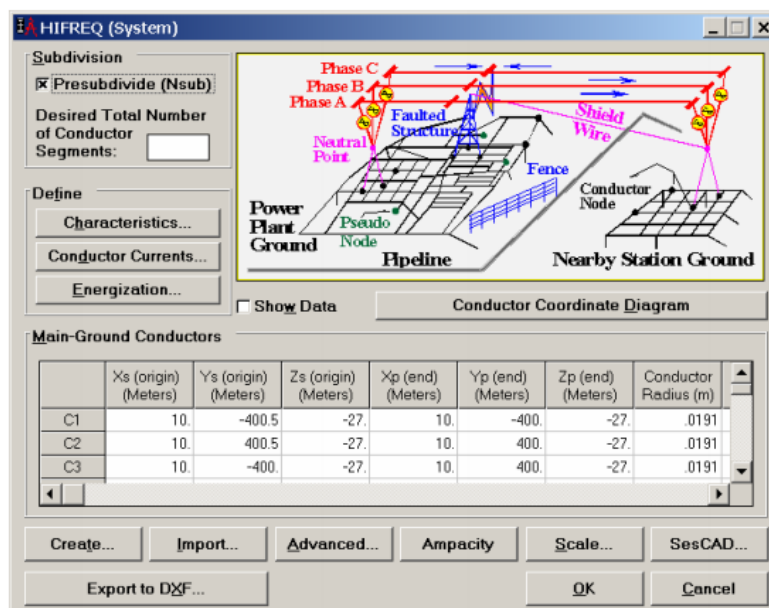 HIFREQ (System)
Subdivision
Presubdivide (Nsub)
Desired Total Number
of Conductor
Segments:
Define
Characteristics...
Conductor Currents...
Energization...
Phase C
Phase B
Phase A
Faulted
Structure
Neutral
Point
Shield
Wire
Fence
Conductor
Node
Power
Plant
Ground
Pseudo
Node
Pipeline
Nearby Station Ground
Show Data
Conductor Coordinate Diagram
Main-Ground Conductors
Xs (origin) (Meters) Ys (origin) (Meters) Zs (origin) (Meters) Xp (end) (Meters) Yp (end) (Meters) Zp (end) (Meters) Conductor Radius (m)
C1 10. -400.5 -27. 10. -400. -27. .0191
C2 10. 400.5 -27. 10. 400. -27. .0191
C3 10. -400. -27. 10. 400. -27. .0191
Create... Import... Advanced... Ampacity Scale... SesCAD...
Export to DXF... OK Cancel